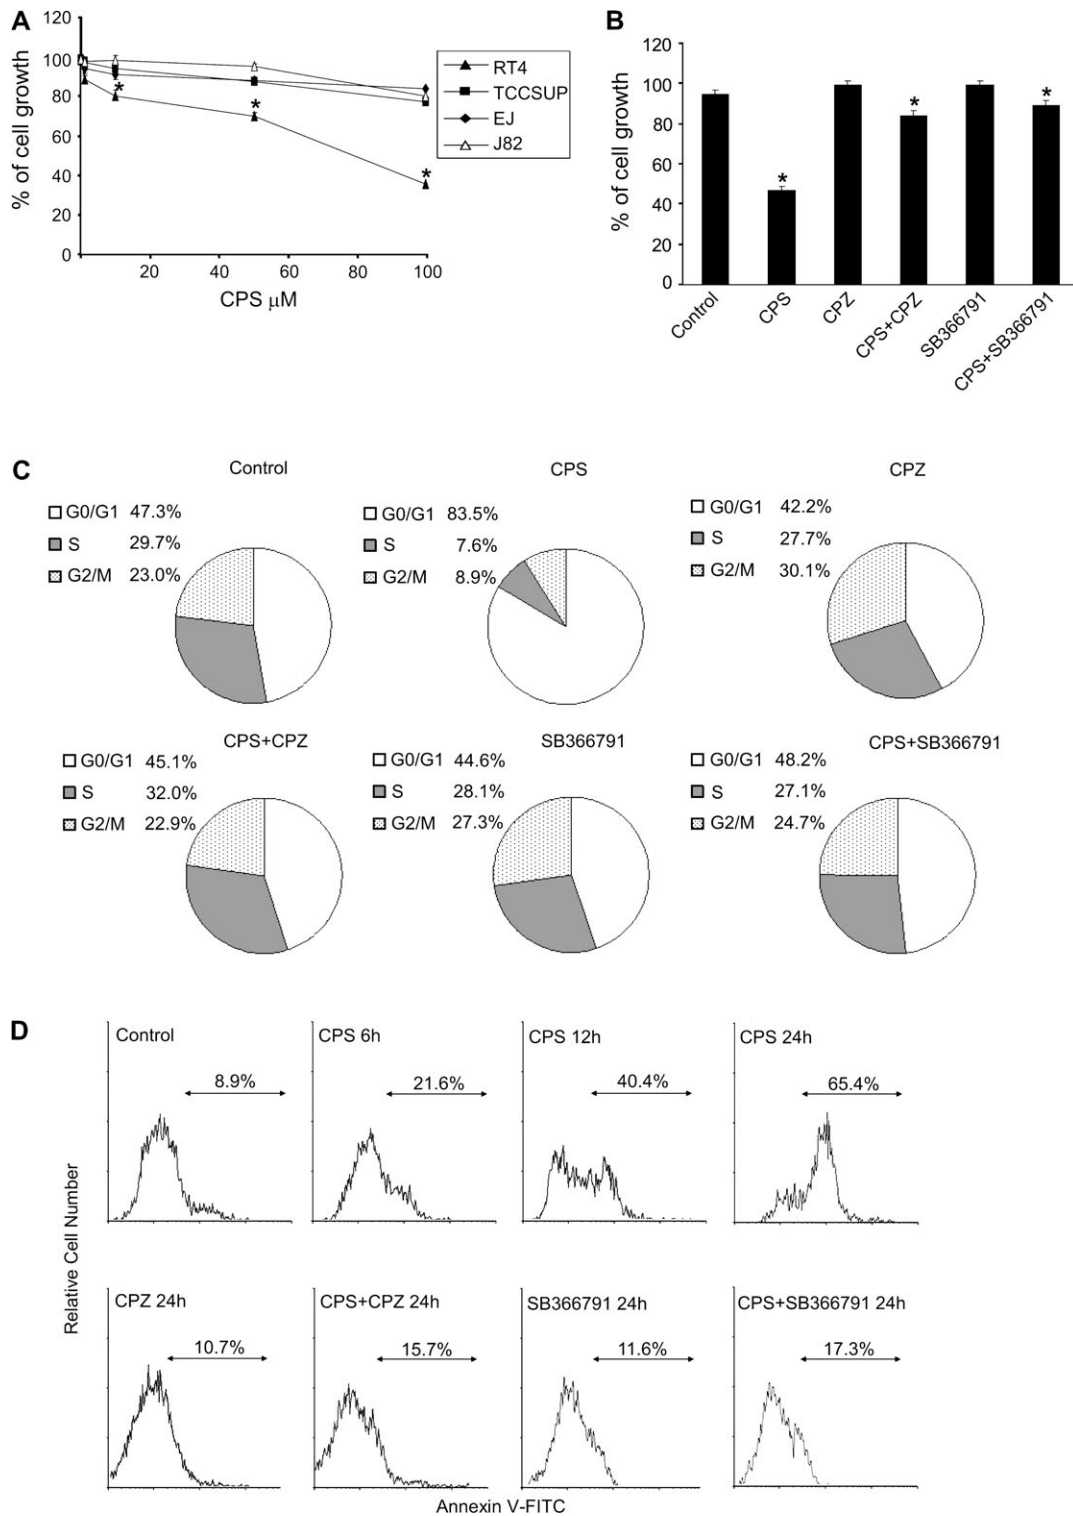 A
% of cell growth
120
100
80
60
40
20
0
20 40 60 80 100
CPS µM
* * *
RT4
TCCSUP
EJ
J82
B
% of cell growth
120
100
80
60
40
20
0
* * *
Control CPS CPZ CPS+CPZ SB366791 CPS+SB366791
C
Control
G0/G1 47.3%
S 29.7%
G2/M 23.0%
CPS
G0/G1 83.5%
S 7.6%
G2/M 8.9%
CPZ
G0/G1 42.2%
S 27.7%
G2/M 30.1%
CPS+CPZ
G0/G1 45.1%
S 32.0%
G2/M 22.9%
SB366791
G0/G1 44.6%
S 28.1%
G2/M 27.3%
CPS+SB366791
G0/G1 48.2%
S 27.1%
G2/M 24.7%
D
Relative Cell Number
Control
8.9%
CPS 6h
21.6%
CPS 12h
40.4%
CPS 24h
65.4%
CPZ 24h
10.7%
CPS+CPZ 24h
15.7%
SB366791 24h
11.6%
CPS+SB366791 24h
17.3%
Annexin V-FITC